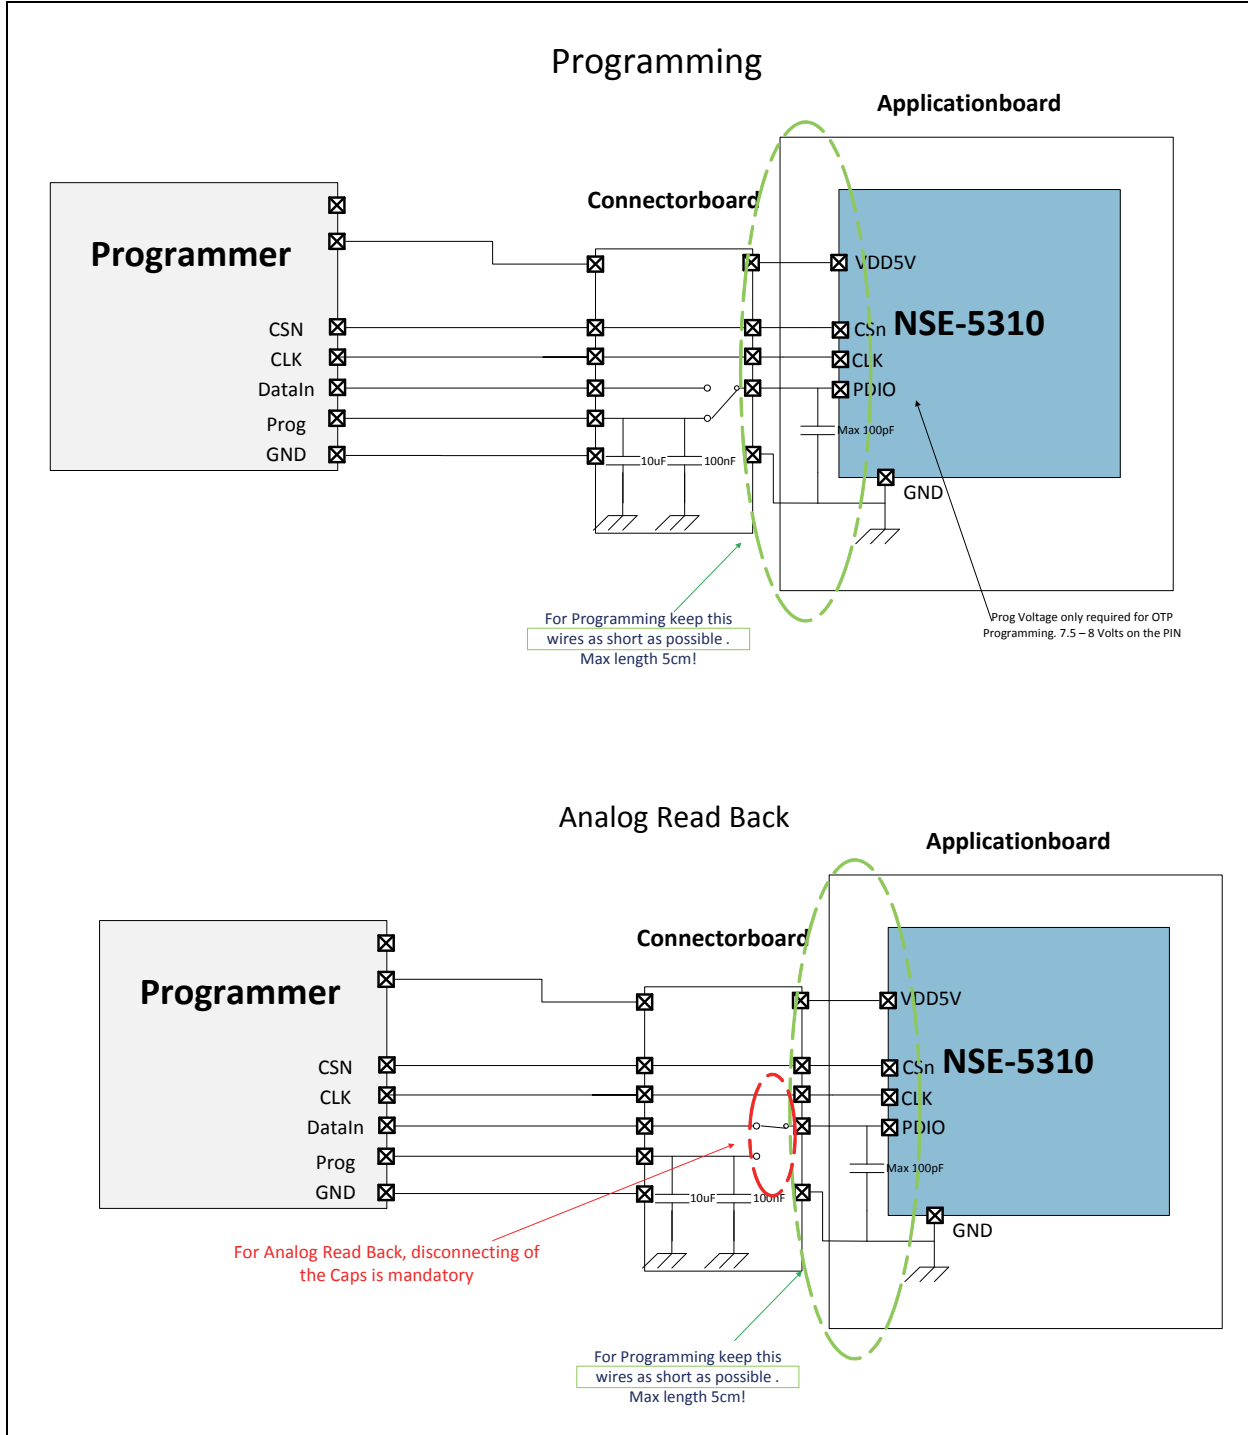 Programming
Applicationboard
Connectorboard
Programmer
VDD5V
CSN
CSn
NSE-5310
CLK
CLK
DataIn
PDIO
Prog
Max 100pF
GND
10uF
100nF
GND
For Programming keep this
wires as short as possible .
Max length 5cm!
Prog Voltage only required for OTP
Programming. 7.5 – 8 Volts on the PIN
Analog Read Back
Applicationboard
Connectorboard
Programmer
VDD5V
CSN
CSn
NSE-5310
CLK
CLK
DataIn
PDIO
Prog
Max 100pF
GND
10uF
100nF
GND
For Analog Read Back, disconnecting of
the Caps is mandatory
For Programming keep this
wires as short as possible .
Max length 5cm!